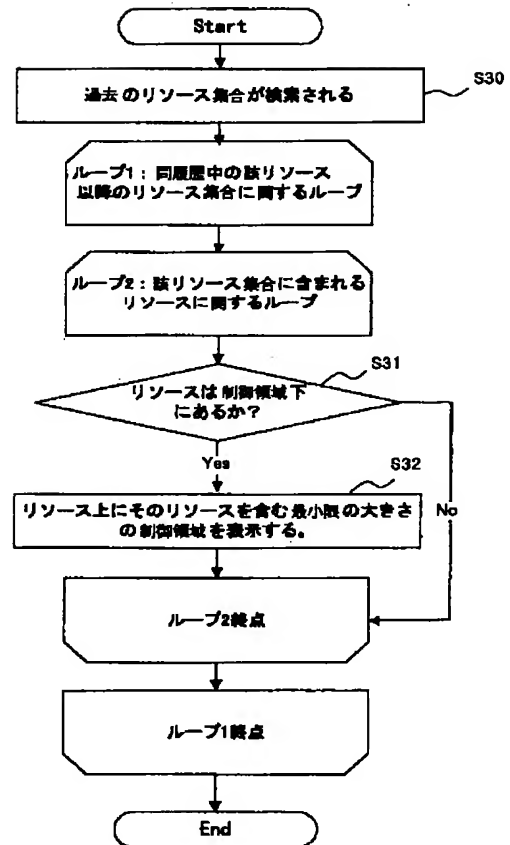 Start
過去のリソース集合が検索される
S30
ループ1：同履歴中の該リソース
以降のリソース集合に関するループ
ループ2：該リソース集合に含まれる
リソースに関するループ
S31
リソースは制御領域下
にあるか？
Yes
S32
リソース上にそのリソースを含む最小限の大きさ
の制御領域を表示する。
No
ループ2終点
ループ1終点
End